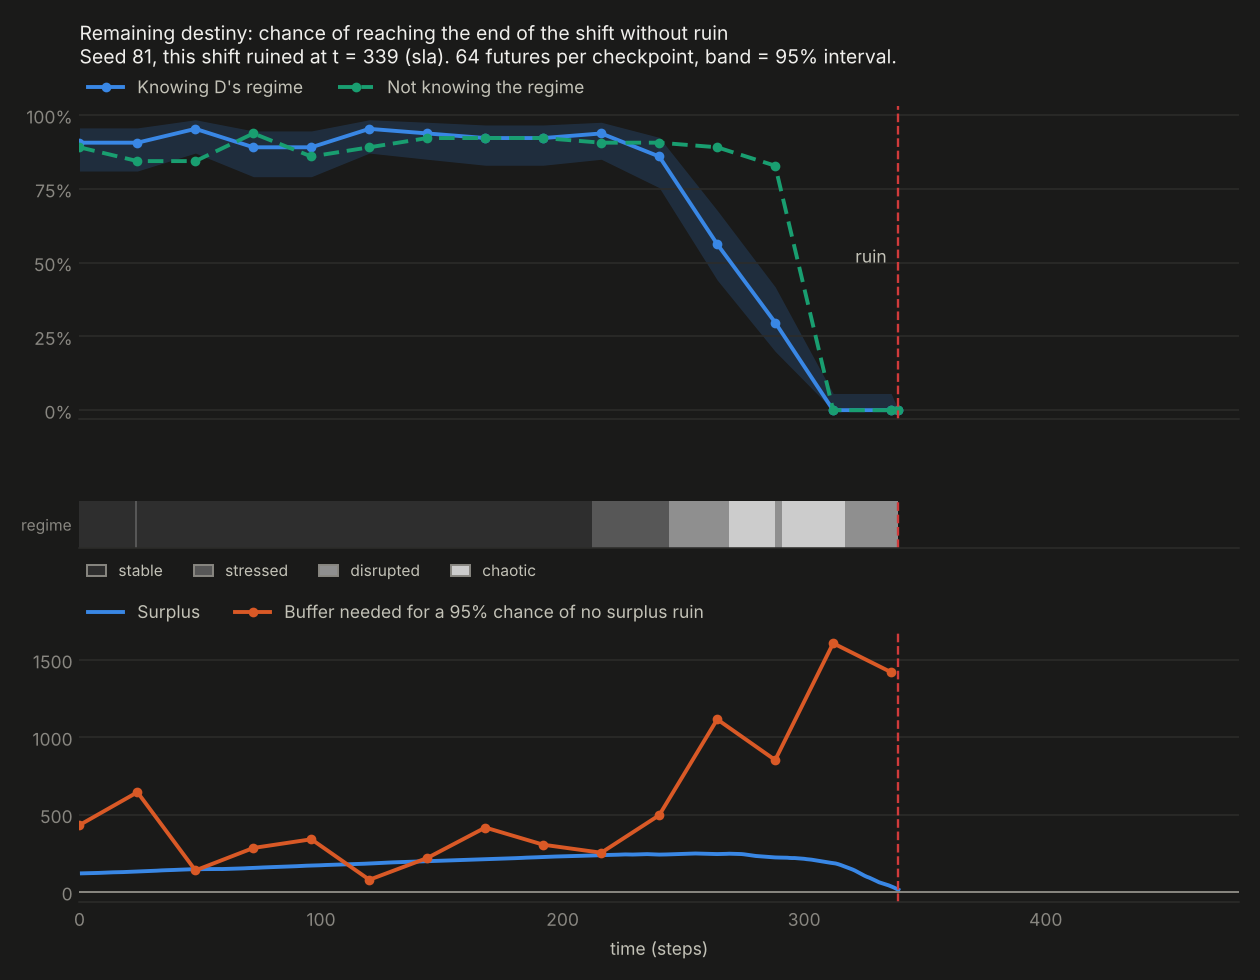 Remaining destiny: chance of reaching the end of the shift without ruin
Seed 81, this shift ruined at t = 339 (sla). 64 futures per checkpoint, band = 95% interval.
Knowing D's regime
Not knowing the regime
100%
75%
50%
25%
0%
ruin
regime
stable
stressed
disrupted
chaotic
Surplus
Buffer needed for a 95% chance of no surplus ruin
1500
1000
500
0
0
100
200
300
400
time (steps)